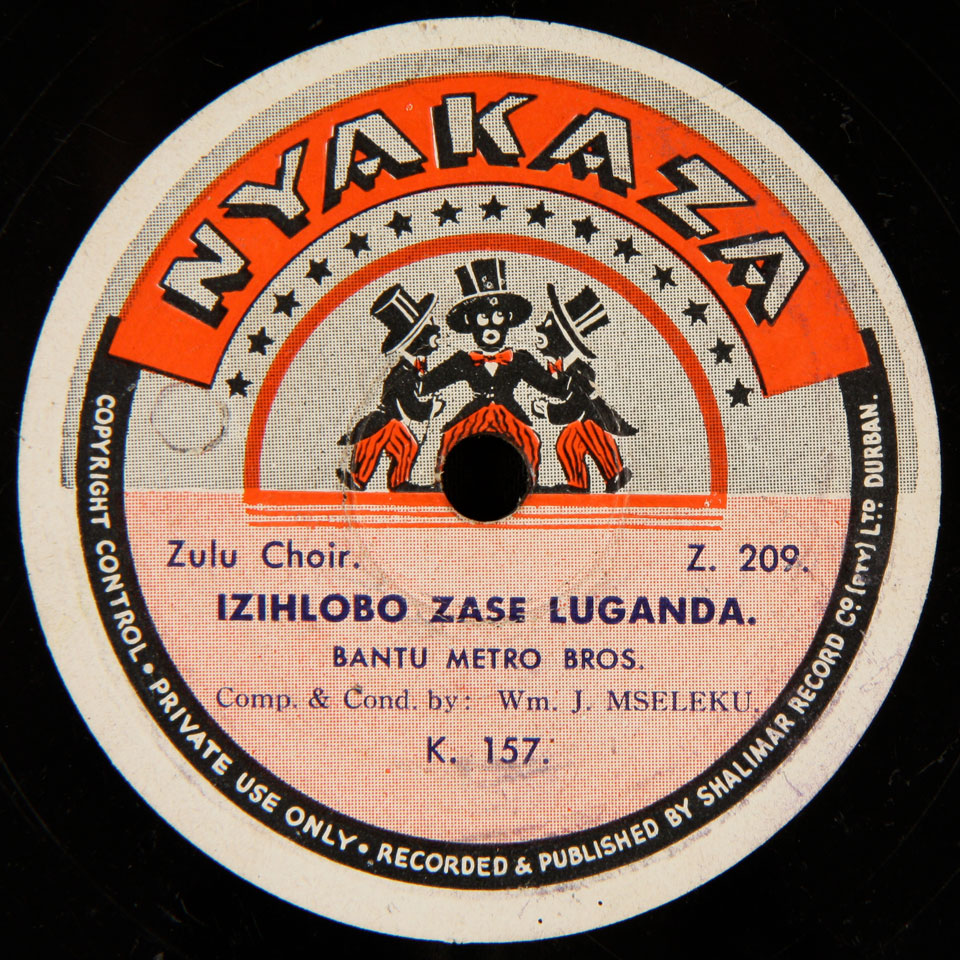 NYAKAZA
Zulu Choir. Z. 209.
IZIHLOBO ZASE LUGANDA.
BANTU METRO BROS.
Comp. & Cond. by: Wm. J. MSELEKU.
K. 157.
COPYRIGHT CONTROL • PRIVATE USE ONLY • RECORDED & PUBLISHED BY SHALIMAR RECORD Co (PTY) LTD DURBAN.